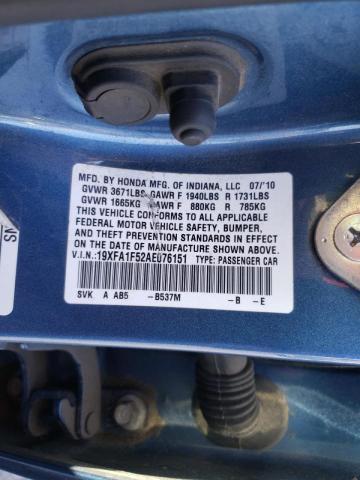 MFD. BY HONDA MFG. OF INDIANA, LLC 07/'10
GVWR 3671LBS GAWR F 1940LBS R 1731LBS
GVWR 1665KG GAWR F 880KG R 785KG
THIS VEHICLE CONFORMS TO ALL APPLICABLE
FEDERAL MOTOR VEHICLE SAFETY, BUMPER,
AND THEFT PREVENTION STANDARDS IN EFFECT
ON THE DATE OF MANUFACTURE SHOWN ABOVE.
V.I.N.:19XFA1F52AE076151 TYPE: PASSENGER CAR
SVK A AB5 -B537M -B -E